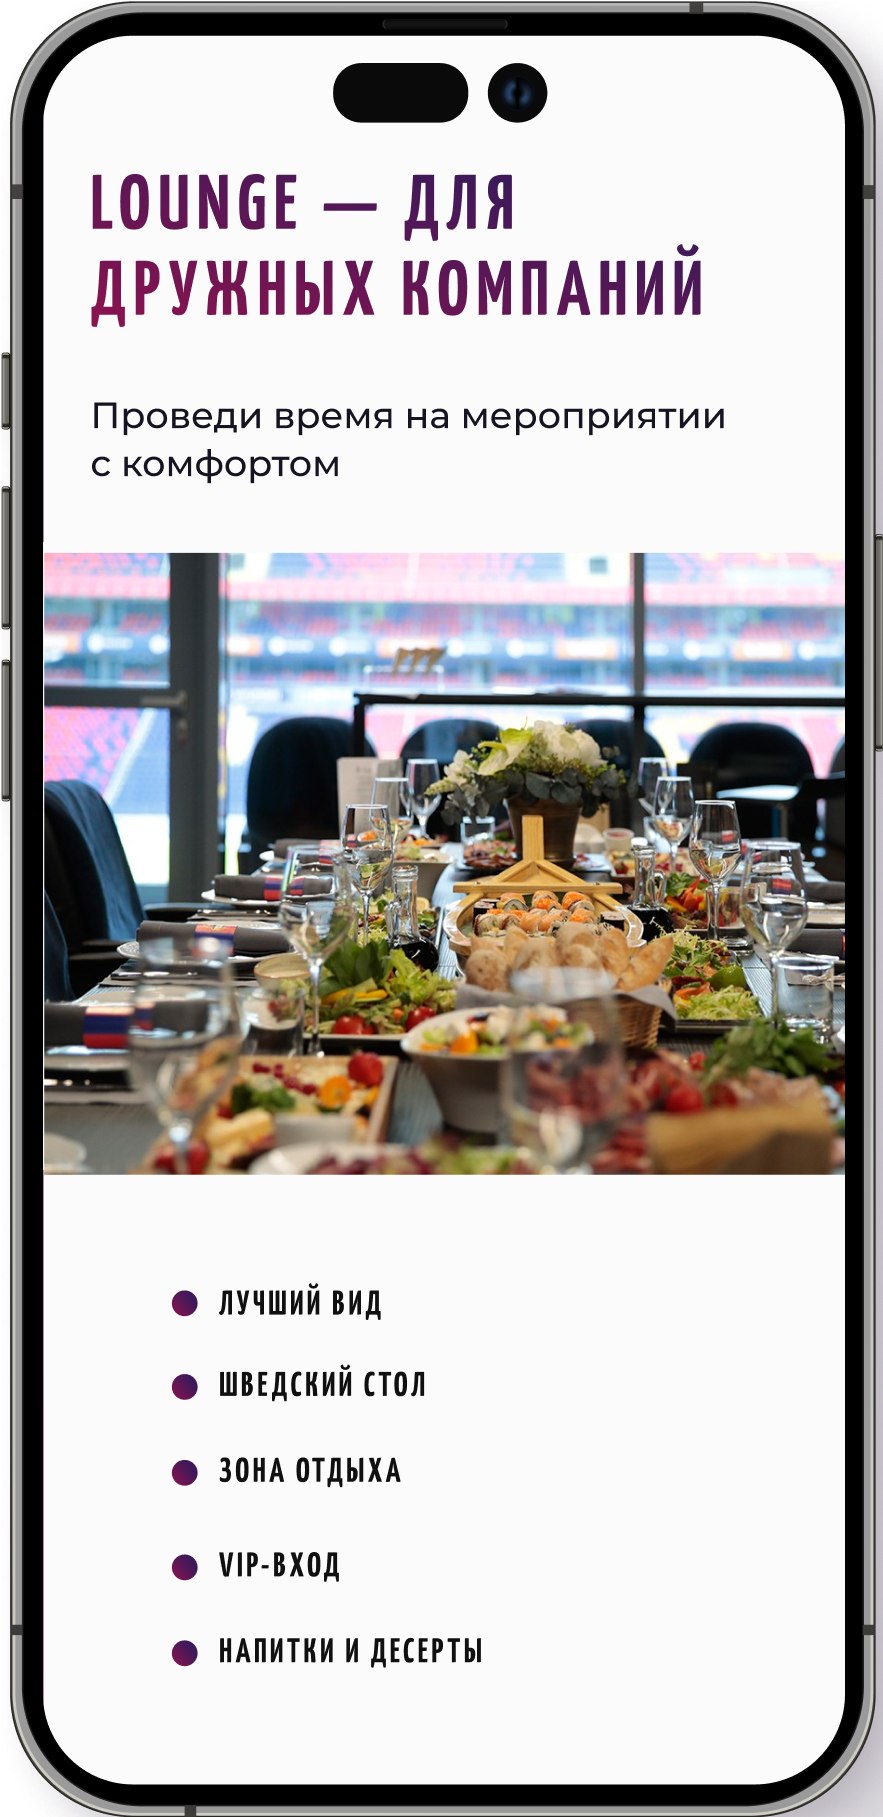 LOUNGE — ДЛЯ
ДРУЖНЫХ КОМПАНИЙ
Проведи время на мероприятии
с комфортом
ЛУЧШИЙ ВИД
ШВЕДСКИЙ СТОЛ
ЗОНА ОТДЫХА
VIP-ВХОД
НАПИТКИ И ДЕСЕРТЫ